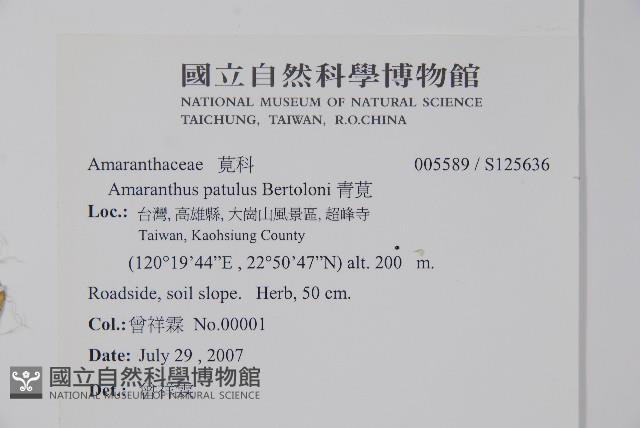 國立自然科學博物館
NATIONAL MUSEUM OF NATURAL SCIENCE
TAICHUNG, TAIWAN, R.O.CHINA
Amaranthaceae 莧科 005589 / S125636
Amaranthus patulus Bertoloni 青莧
Loc.: 台灣, 高雄縣, 大崗山風景區, 超峰寺
Taiwan, Kaohsiung County
(120°19’44”E , 22°50’47”N) alt. 200 m.
Roadside, soil slope. Herb, 50 cm.
Col.: 曾祥霖 No.00001
Date: July 29 , 2007
Det.: 曾祥霖
國立自然科學博物館
NATIONAL MUSEUM OF NATURAL SCIENCE